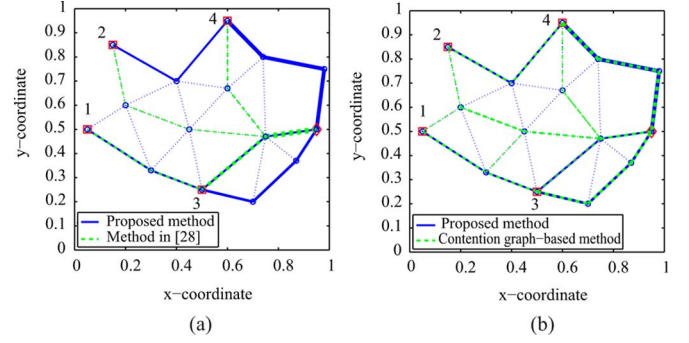 1
0.9
0.8
0.7
0.6
0.5
0.4
0.3
0.2
0.1
0
y−coordinate
2
4
1
3
Proposed method
Method in [28]
0 0.2 0.4 0.6 0.8 1
x−coordinate
(a)
1
0.9
0.8
0.7
0.6
0.5
0.4
0.3
0.2
0.1
0
y−coordinate
4
2
1
3
Proposed method
Contention graph−based method
0 0.2 0.4 0.6 0.8 1
x−coordinate
(b)